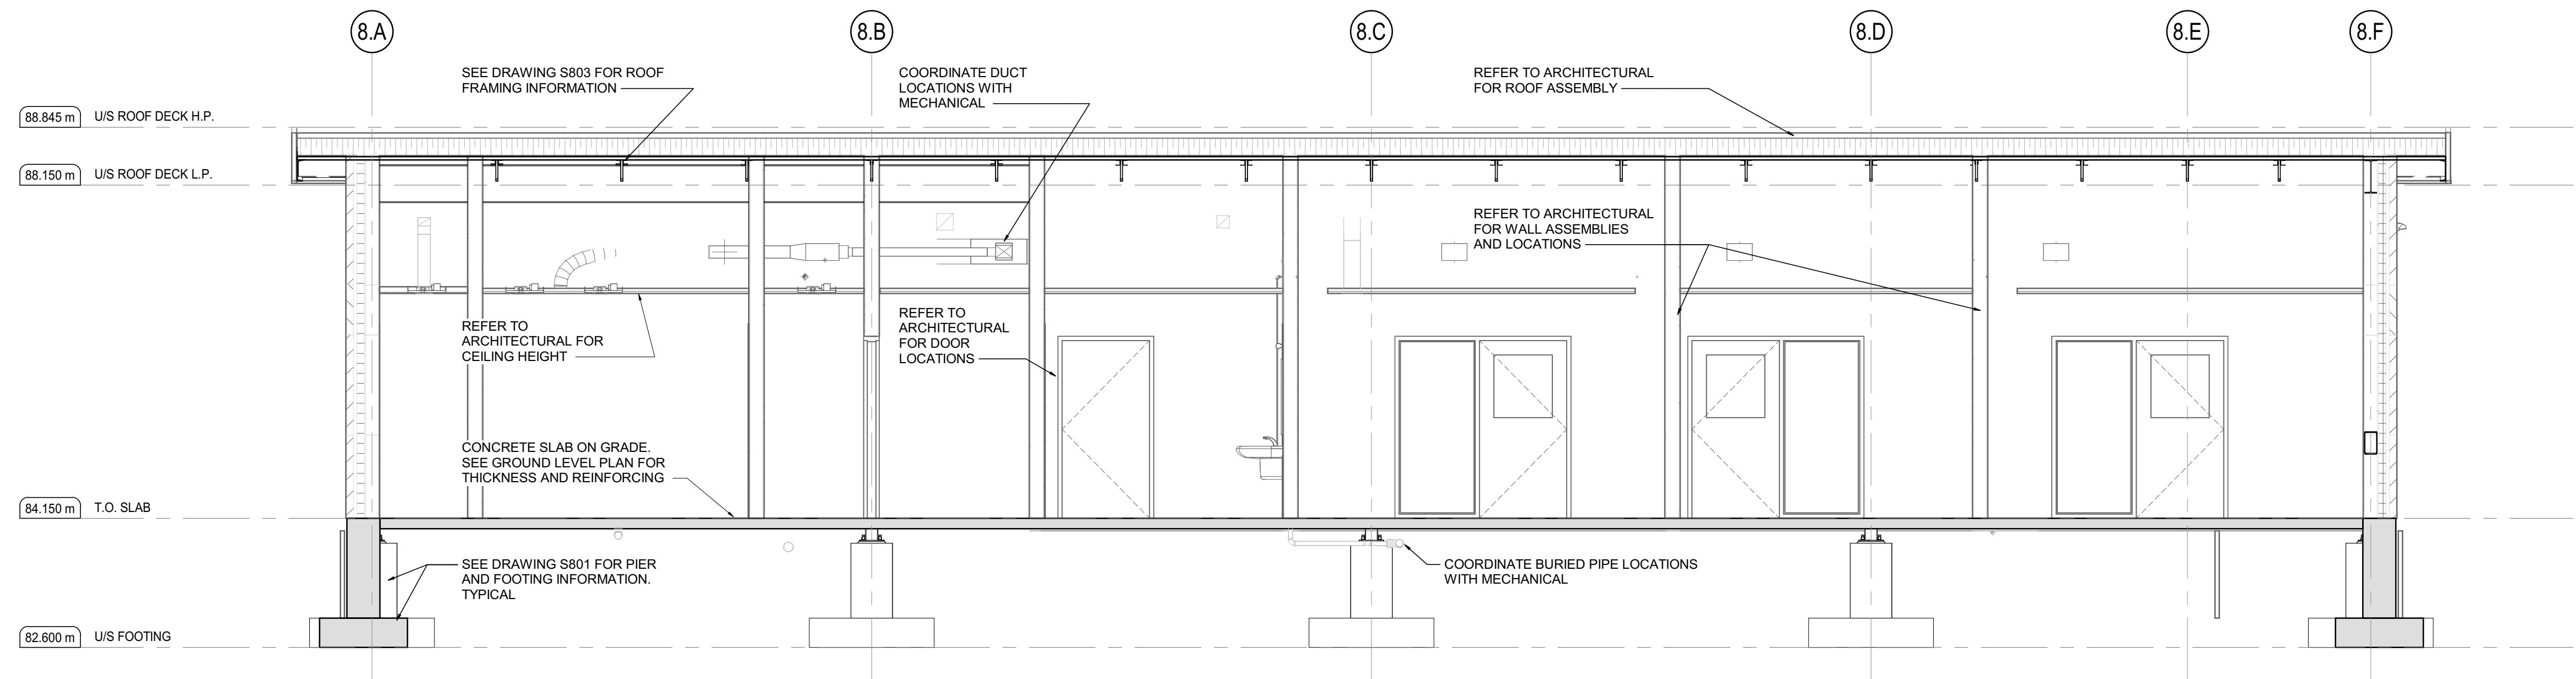 8.A
8.B
8.C
8.D
8.E
8.F
SEE DRAWING S803 FOR ROOF
FRAMING INFORMATION
COORDINATE DUCT
LOCATIONS WITH
MECHANICAL
REFER TO ARCHITECTURAL
FOR ROOF ASSEMBLY
88.845 m
U/S ROOF DECK H.P.
88.150 m
U/S ROOF DECK L.P.
REFER TO ARCHITECTURAL
FOR WALL ASSEMBLIES
AND LOCATIONS
REFER TO
ARCHITECTURAL FOR
CEILING HEIGHT
REFER TO
ARCHITECTURAL
FOR DOOR
LOCATIONS
CONCRETE SLAB ON GRADE.
SEE GROUND LEVEL PLAN FOR
THICKNESS AND REINFORCING
84.150 m
T.O. SLAB
SEE DRAWING S801 FOR PIER
AND FOOTING INFORMATION.
TYPICAL
COORDINATE BURIED PIPE LOCATIONS
WITH MECHANICAL
82.600 m
U/S FOOTING